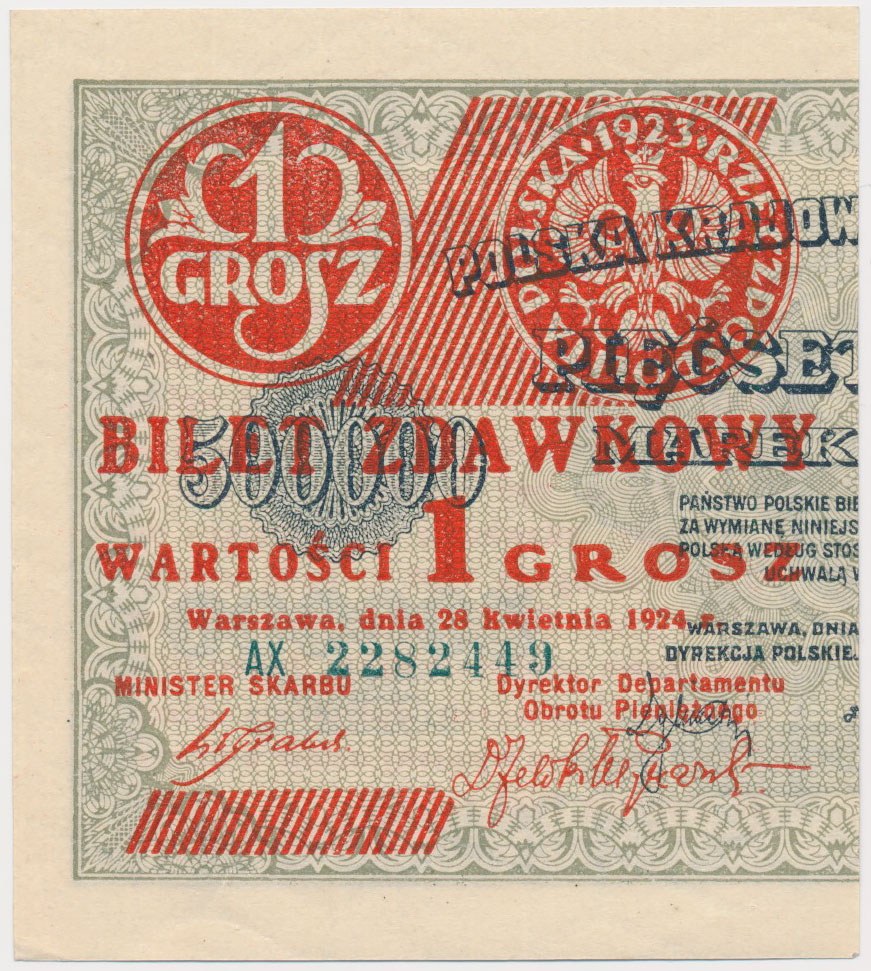 1
GROSZ
POLSKA · 1923 · RZ
POLSKA KRAJOW
PIĘĆSET
500000
MAREK
BILET ZDAWKOWY
PAŃSTWO POLSKIE BIE
ZA WYMIANĘ NINIEJS
POLSKA WEDŁUG STOS
UCHWALĄ W
WARTOŚCI 1 GROSZ
Warszawa, dnia 28 Kwietnia 1924 r.
WARSZAWA, DNIA
DYREKCJA POLSKIEJ
AX 2282449
MINISTER SKARBU
Dyrektor Departamentu
Obrotu Pieniężnego